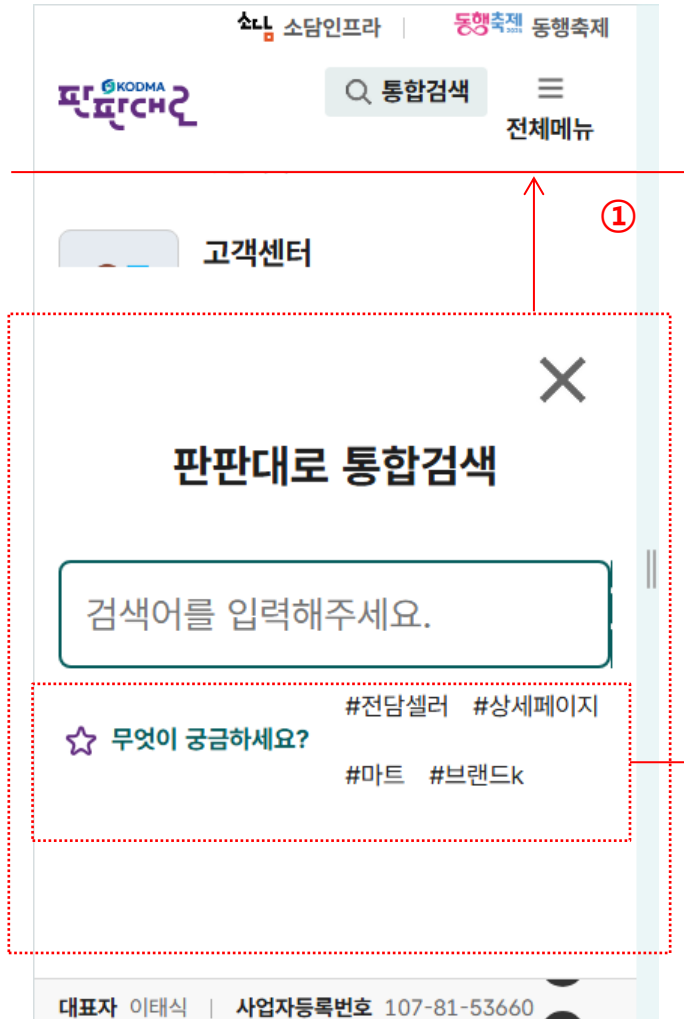 소담 소담인프라 | 동행축제 동행축제
KODMA
판판대로
통합검색
전체메뉴
①
고객센터
판판대로 통합검색
검색어를 입력해주세요.
#전담셀러 #상세페이지
무엇이 궁금하세요?
#마트 #브랜드k
대표자 이태식 | 사업자등록번호 107-81-53660